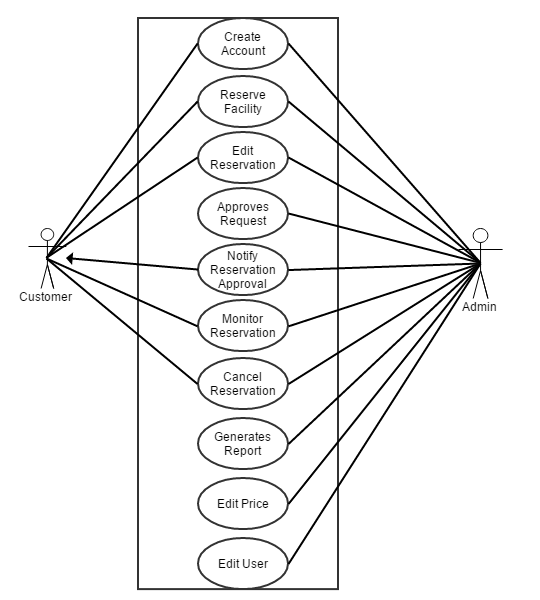 Create
Account
Reserve
Facility
Edit
Reservation
Approves
Request
Notify
Reservation
Approval
Customer
Admin
Monitor
Reservation
Cancel
Reservation
Generates
Report
Edit Price
Edit User